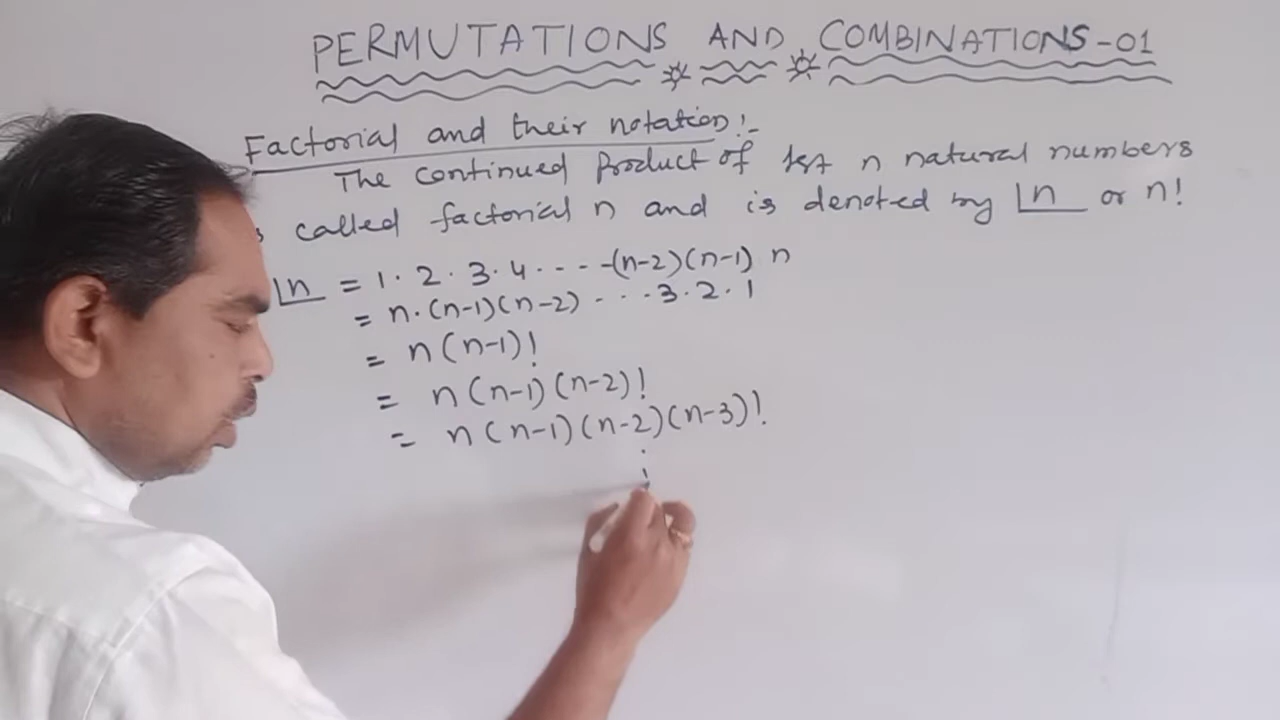 PERMUTATIONS AND COMBINATIONS-01
Factorial and their notation:-
The continued product of 1st n natural numbers
called factorial n and is denoted by |n or n!
|n = 1·2·3·4····-(n-2)(n-1) n
= n·(n-1)(n-2)···3·2·1
= n(n-1)!
= n(n-1)(n-2)!
= n(n-1)(n-2)(n-3)!